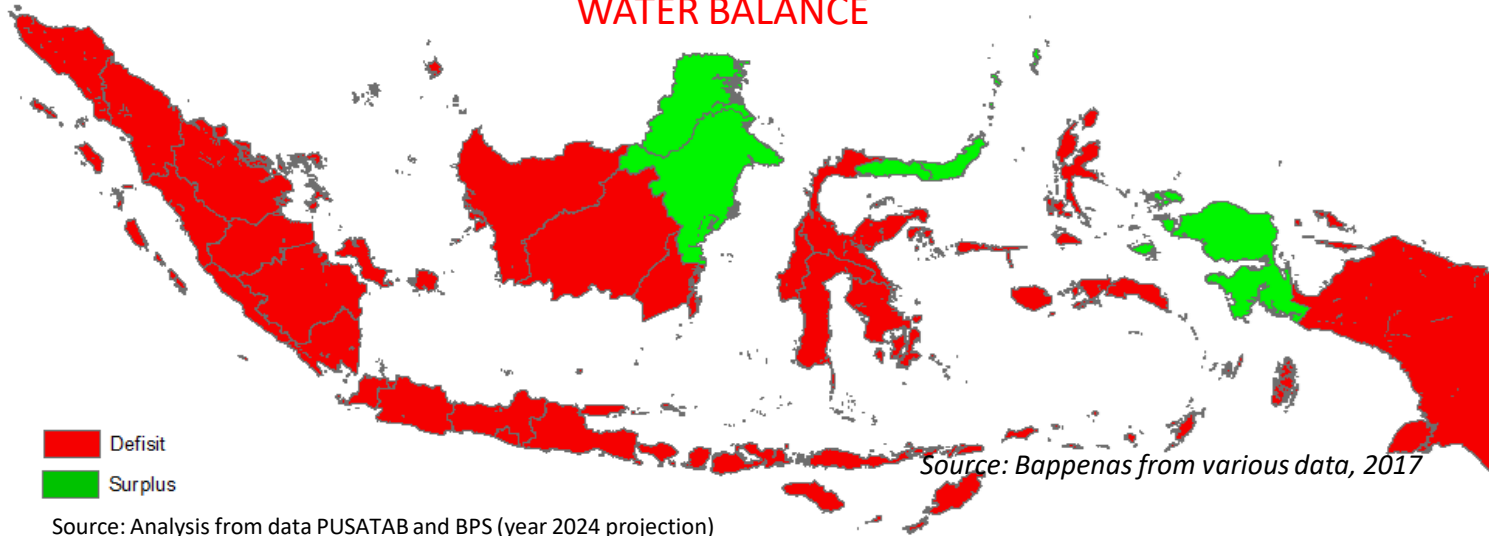 WATER BALANCE
Defisit
Surplus
Source: Bappenas from various data, 2017
Source: Analysis from data PUSATAB and BPS (year 2024 projection)